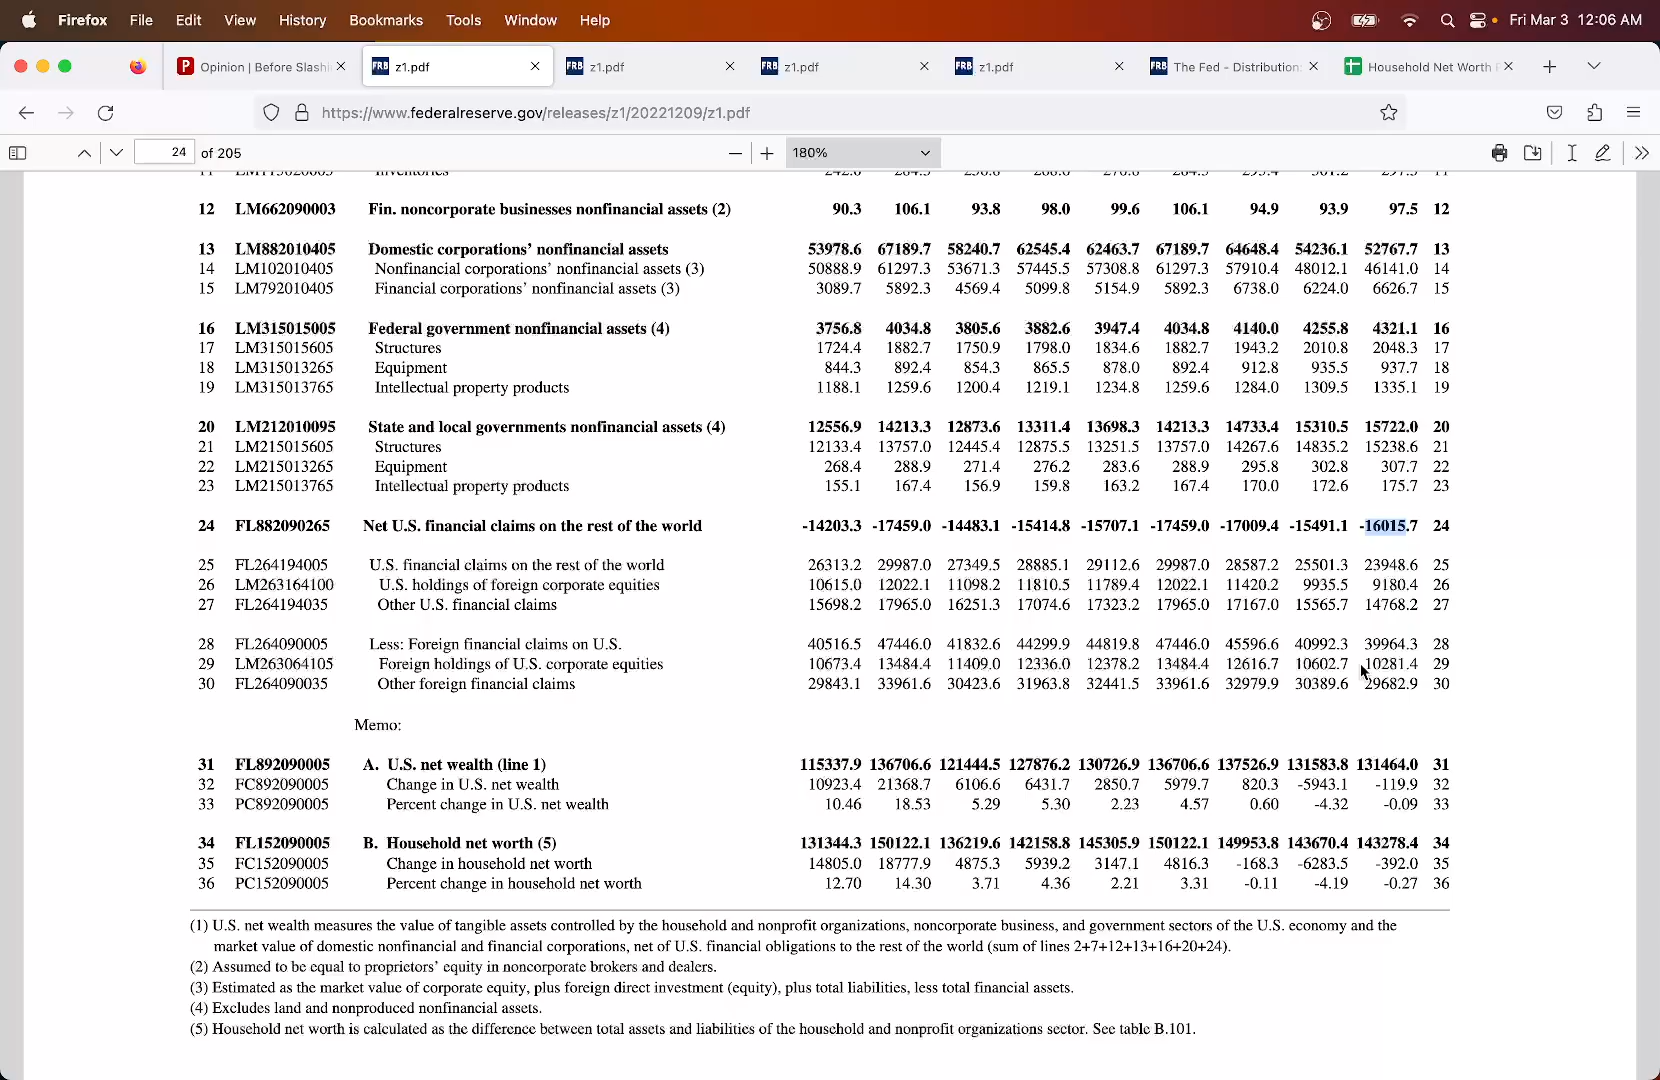 Firefox File Edit View History Bookmarks Tools Window Help Fri Mar 3 12:06 AM
Opinion | Before Slashi z1.pdf z1.pdf z1.pdf z1.pdf The Fed - Distribution Household Net Worth
https://www.federalreserve.gov/releases/z1/20221209/z1.pdf
24 of 205 180%
12 LM662090003 Fin. noncorporate businesses nonfinancial assets (2) 90.3 106.1 93.8 98.0 99.6 106.1 94.9 93.9 97.5 12
13 LM882010405 Domestic corporations’ nonfinancial assets 53978.6 67189.7 58240.7 62545.4 62463.7 67189.7 64648.4 54236.1 52767.7 13
14 LM102010405 Nonfinancial corporations’ nonfinancial assets (3) 50888.9 61297.3 53671.3 57445.5 57308.8 61297.3 57910.4 48012.1 46141.0 14
15 LM792010405 Financial corporations’ nonfinancial assets (3) 3089.7 5892.3 4569.4 5099.8 5154.9 5892.3 6738.0 6224.0 6626.7 15
16 LM315015005 Federal government nonfinancial assets (4) 3756.8 4034.8 3805.6 3882.6 3947.4 4034.8 4140.0 4255.8 4321.1 16
17 LM315015605 Structures 1724.4 1882.7 1750.9 1798.0 1834.6 1882.7 1943.2 2010.8 2048.3 17
18 LM315013265 Equipment 844.3 892.4 854.3 865.5 878.0 892.4 912.8 935.5 937.7 18
19 LM315013765 Intellectual property products 1188.1 1259.6 1200.4 1219.1 1234.8 1259.6 1284.0 1309.5 1335.1 19
20 LM212010095 State and local governments nonfinancial assets (4) 12556.9 14213.3 12873.6 13311.4 13698.3 14213.3 14733.4 15310.5 15722.0 20
21 LM215015605 Structures 12133.4 13757.0 12445.4 12875.5 13251.5 13757.0 14267.6 14835.2 15238.6 21
22 LM215013265 Equipment 268.4 288.9 271.4 276.2 283.6 288.9 295.8 302.8 307.7 22
23 LM215013765 Intellectual property products 155.1 167.4 156.9 159.8 163.2 167.4 170.0 172.6 175.7 23
24 FL882090265 Net U.S. financial claims on the rest of the world -14203.3 -17459.0 -14483.1 -15414.8 -15707.1 -17459.0 -17009.4 -15491.1 -16015.7 24
25 FL264194005 U.S. financial claims on the rest of the world 26313.2 29987.0 27349.5 28885.1 29112.6 29987.0 28587.2 25501.3 23948.6 25
26 LM263164100 U.S. holdings of foreign corporate equities 10615.0 12022.1 11098.2 11810.5 11789.4 12022.1 11420.2 9935.5 9180.4 26
27 FL264194035 Other U.S. financial claims 15698.2 17965.0 16251.3 17074.6 17323.2 17965.0 17167.0 15565.7 14768.2 27
28 FL264090005 Less: Foreign financial claims on U.S. 40516.5 47446.0 41832.6 44299.9 44819.8 47446.0 45596.6 40992.3 39964.3 28
29 LM263064105 Foreign holdings of U.S. corporate equities 10673.4 13484.4 11409.0 12336.0 12378.2 13484.4 12616.7 10602.7 10281.4 29
30 FL264090035 Other foreign financial claims 29843.1 33961.6 30423.6 31963.8 32441.5 33961.6 32979.9 30389.6 29682.9 30
Memo:
31 FL892090005 A. U.S. net wealth (line 1) 115337.9 136706.6 121444.5 127876.2 130726.9 136706.6 137526.9 131583.8 131464.0 31
32 FC892090005 Change in U.S. net wealth 10923.4 21368.7 6106.6 6431.7 2850.7 5979.7 820.3 -5943.1 -119.9 32
33 PC892090005 Percent change in U.S. net wealth 10.46 18.53 5.29 5.30 2.23 4.57 0.60 -4.32 -0.09 33
34 FL152090005 B. Household net worth (5) 131344.3 150122.1 136219.6 142158.8 145305.9 150122.1 149953.8 143670.4 143278.4 34
35 FC152090005 Change in household net worth 14805.0 18777.9 4875.3 5939.2 3147.1 4816.3 -168.3 -6283.5 -392.0 35
36 PC152090005 Percent change in household net worth 12.70 14.30 3.71 4.36 2.21 3.31 -0.11 -4.19 -0.27 36
(1) U.S. net wealth measures the value of tangible assets controlled by the household and nonprofit organizations, noncorporate business, and government sectors of the U.S. economy and the
market value of domestic nonfinancial and financial corporations, net of U.S. financial obligations to the rest of the world (sum of lines 2+7+12+13+16+20+24).
(2) Assumed to be equal to proprietors’ equity in noncorporate brokers and dealers.
(3) Estimated as the market value of corporate equity, plus foreign direct investment (equity), plus total liabilities, less total financial assets.
(4) Excludes land and nonproduced nonfinancial assets.
(5) Household net worth is calculated as the difference between total assets and liabilities of the household and nonprofit organizations sector. See table B.101.